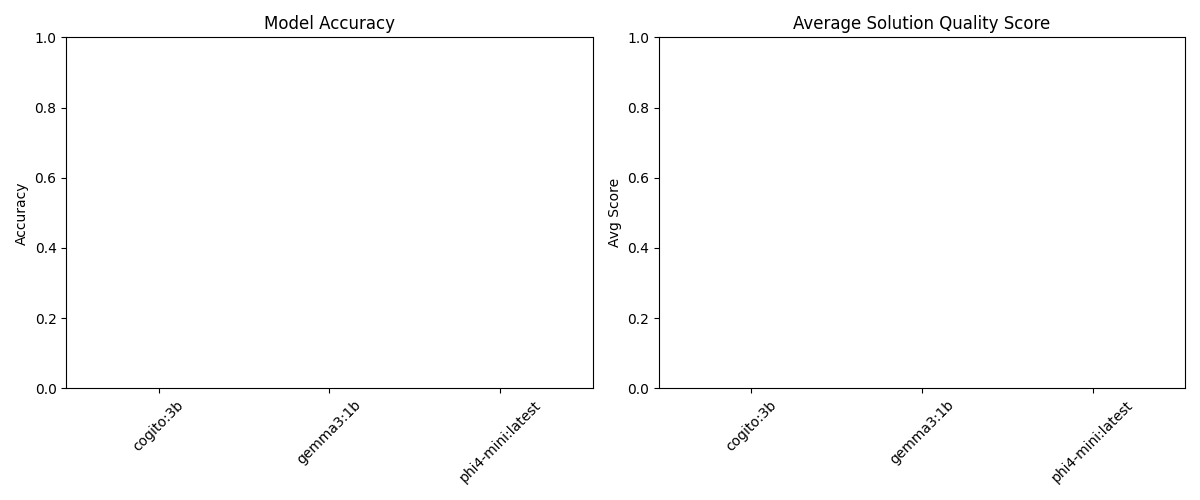 Model Accuracy
Accuracy
1.0
0.8
0.6
0.4
0.2
0.0
cogito:3b
gemma3:1b
phi4-mini:latest
Average Solution Quality Score
Avg Score
1.0
0.8
0.6
0.4
0.2
0.0
cogito:3b
gemma3:1b
phi4-mini:latest